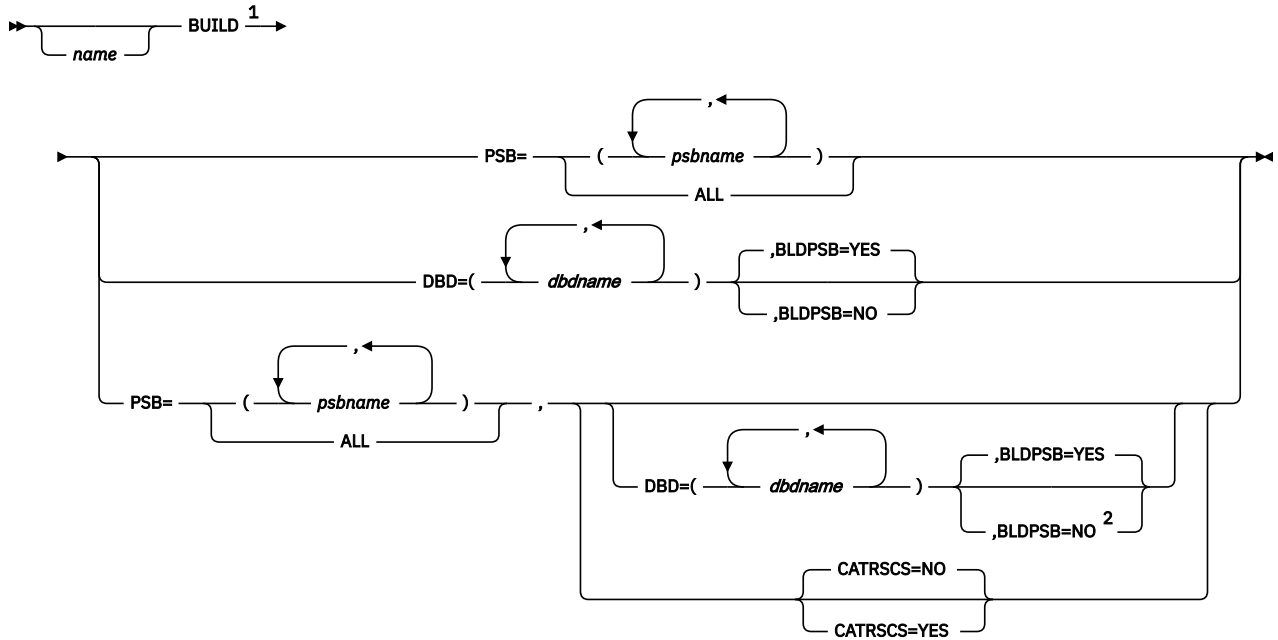 name BUILD 1
,
PSB= ( psbname )
ALL
,
,BLDPSB=YES
DBD=( dbdname )
,BLDPSB=NO
,
PSB= ( psbname ) ,
ALL
,
,BLDPSB=YES
DBD=( dbdname )
,BLDPSB=NO 2
CATRSCS=NO
CATRSCS=YES